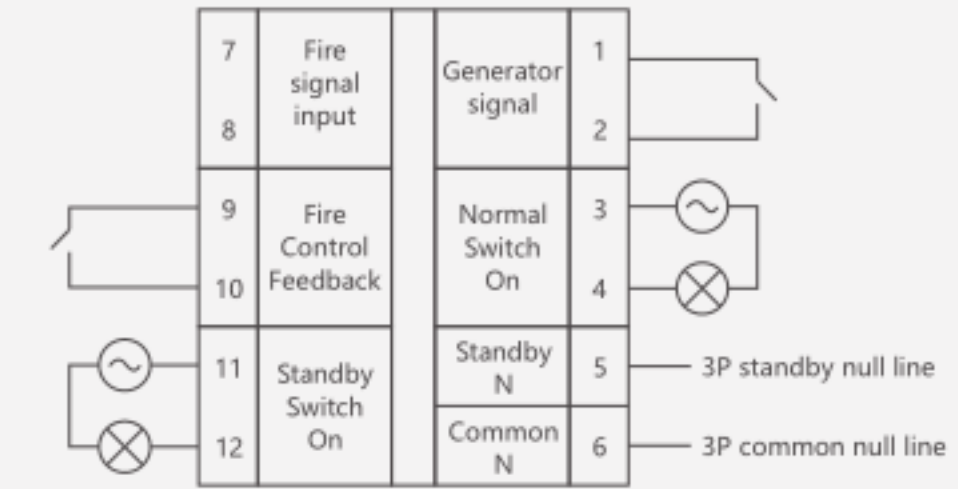 7
Fire
signal
input
8
Generator
signal
1
2
9
Fire
Control
Feedback
10
Normal
Switch
On
3
4
11
Standby
Switch
On
12
Standby
N
5
3P standby null line
Common
N
6
3P common null line